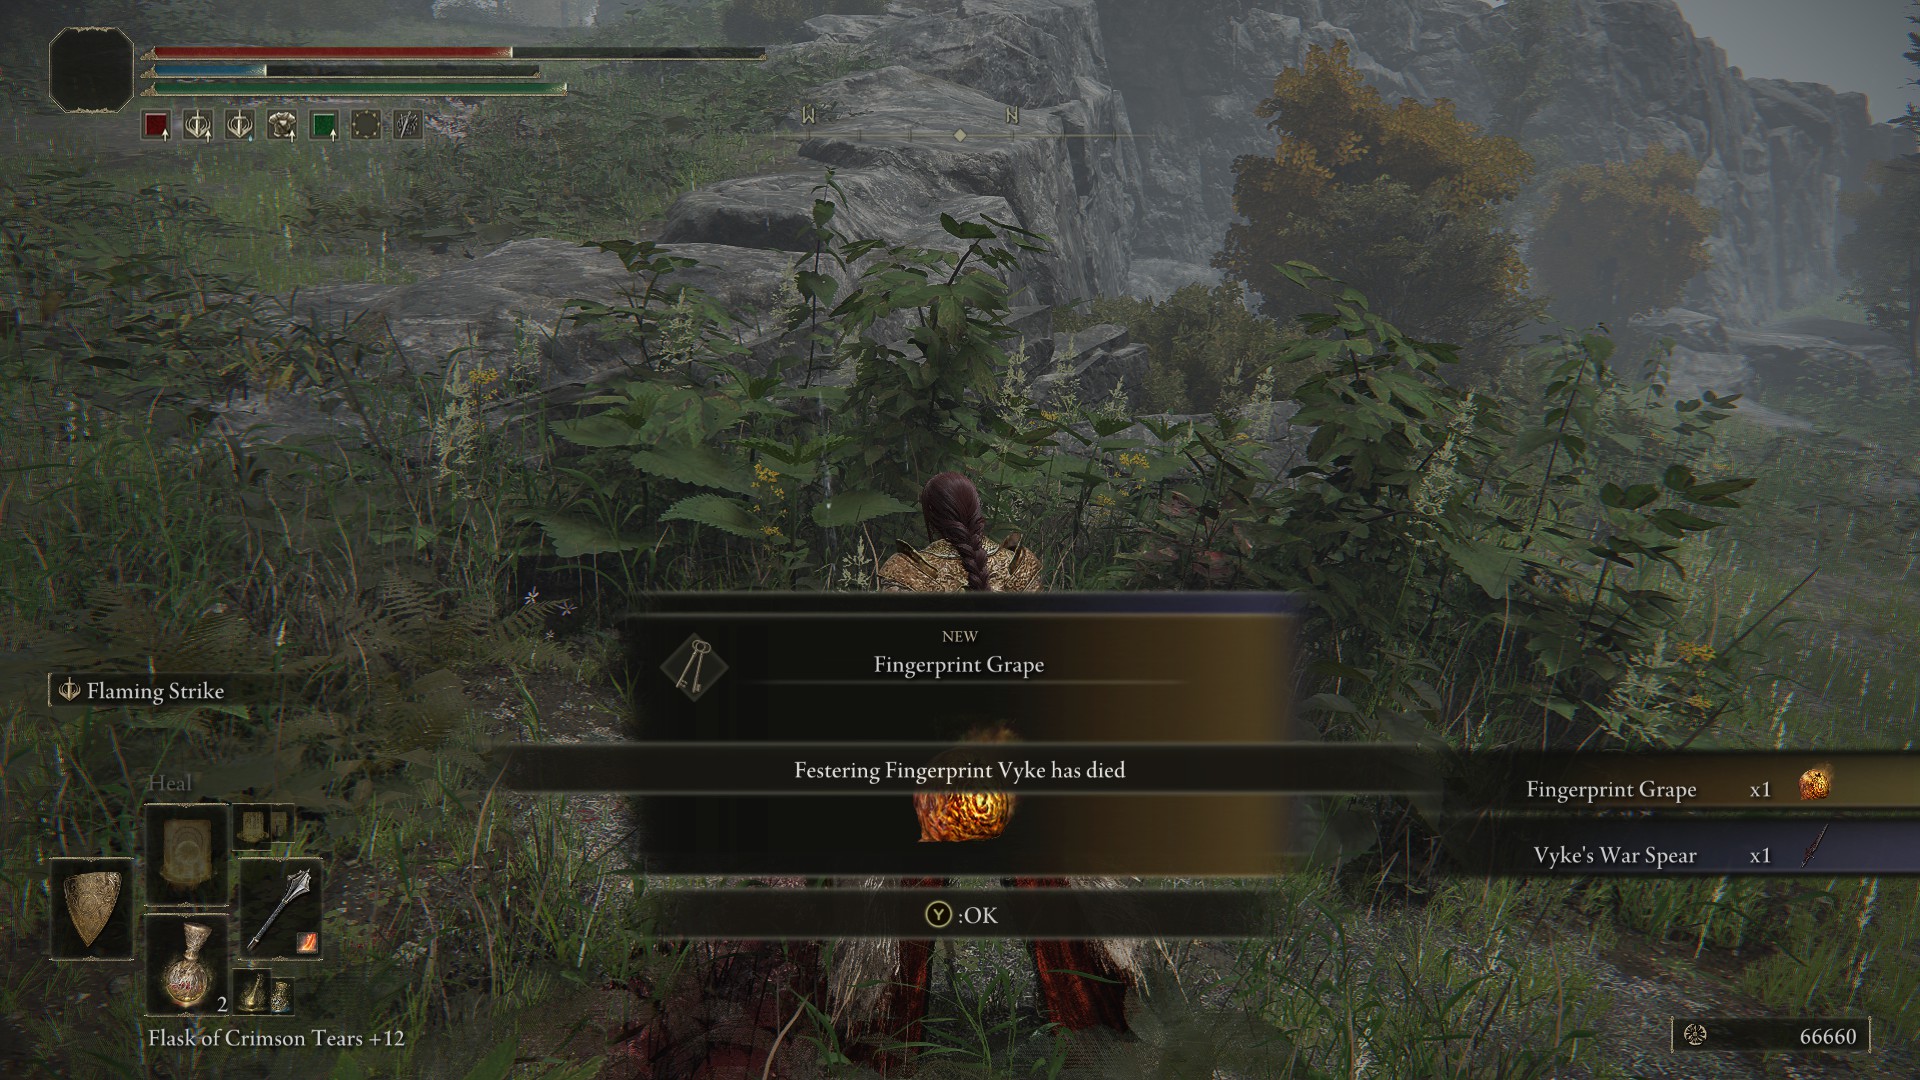 W
N
NEW
Fingerprint Grape
Flaming Strike
Festering Fingerprint Vyke has died
Heal
Fingerprint Grape x1
Vyke's War Spear x1
Y :OK
2
Flask of Crimson Tears +12
66660